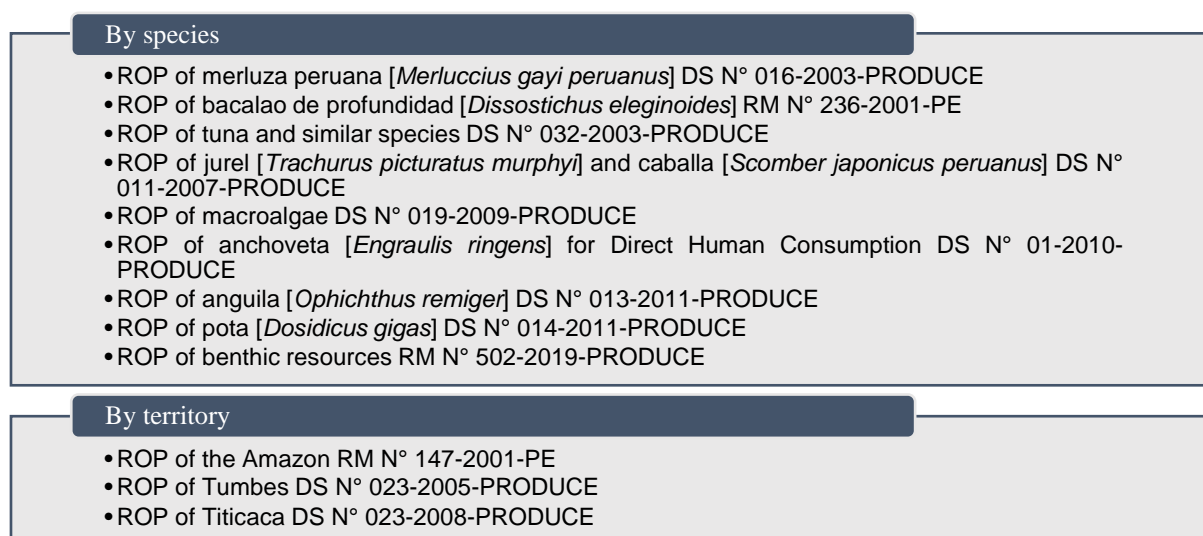 By species
•ROP of merluza peruana [Merluccius gayi peruanus] DS N° 016-2003-PRODUCE
•ROP of bacalao de profundidad [Dissostichus eleginoides] RM N° 236-2001-PE
•ROP of tuna and similar species DS N° 032-2003-PRODUCE
•ROP of jurel [Trachurus picturatus murphyi] and caballa [Scomber japonicus peruanus] DS N°
011-2007-PRODUCE
•ROP of macroalgae DS N° 019-2009-PRODUCE
•ROP of anchoveta [Engraulis ringens] for Direct Human Consumption DS N° 01-2010-
PRODUCE
•ROP of anguila [Ophichthus remiger] DS N° 013-2011-PRODUCE
•ROP of pota [Dosidicus gigas] DS N° 014-2011-PRODUCE
•ROP of benthic resources RM N° 502-2019-PRODUCE
By territory
•ROP of the Amazon RM N° 147-2001-PE
•ROP of Tumbes DS N° 023-2005-PRODUCE
•ROP of Titicaca DS N° 023-2008-PRODUCE